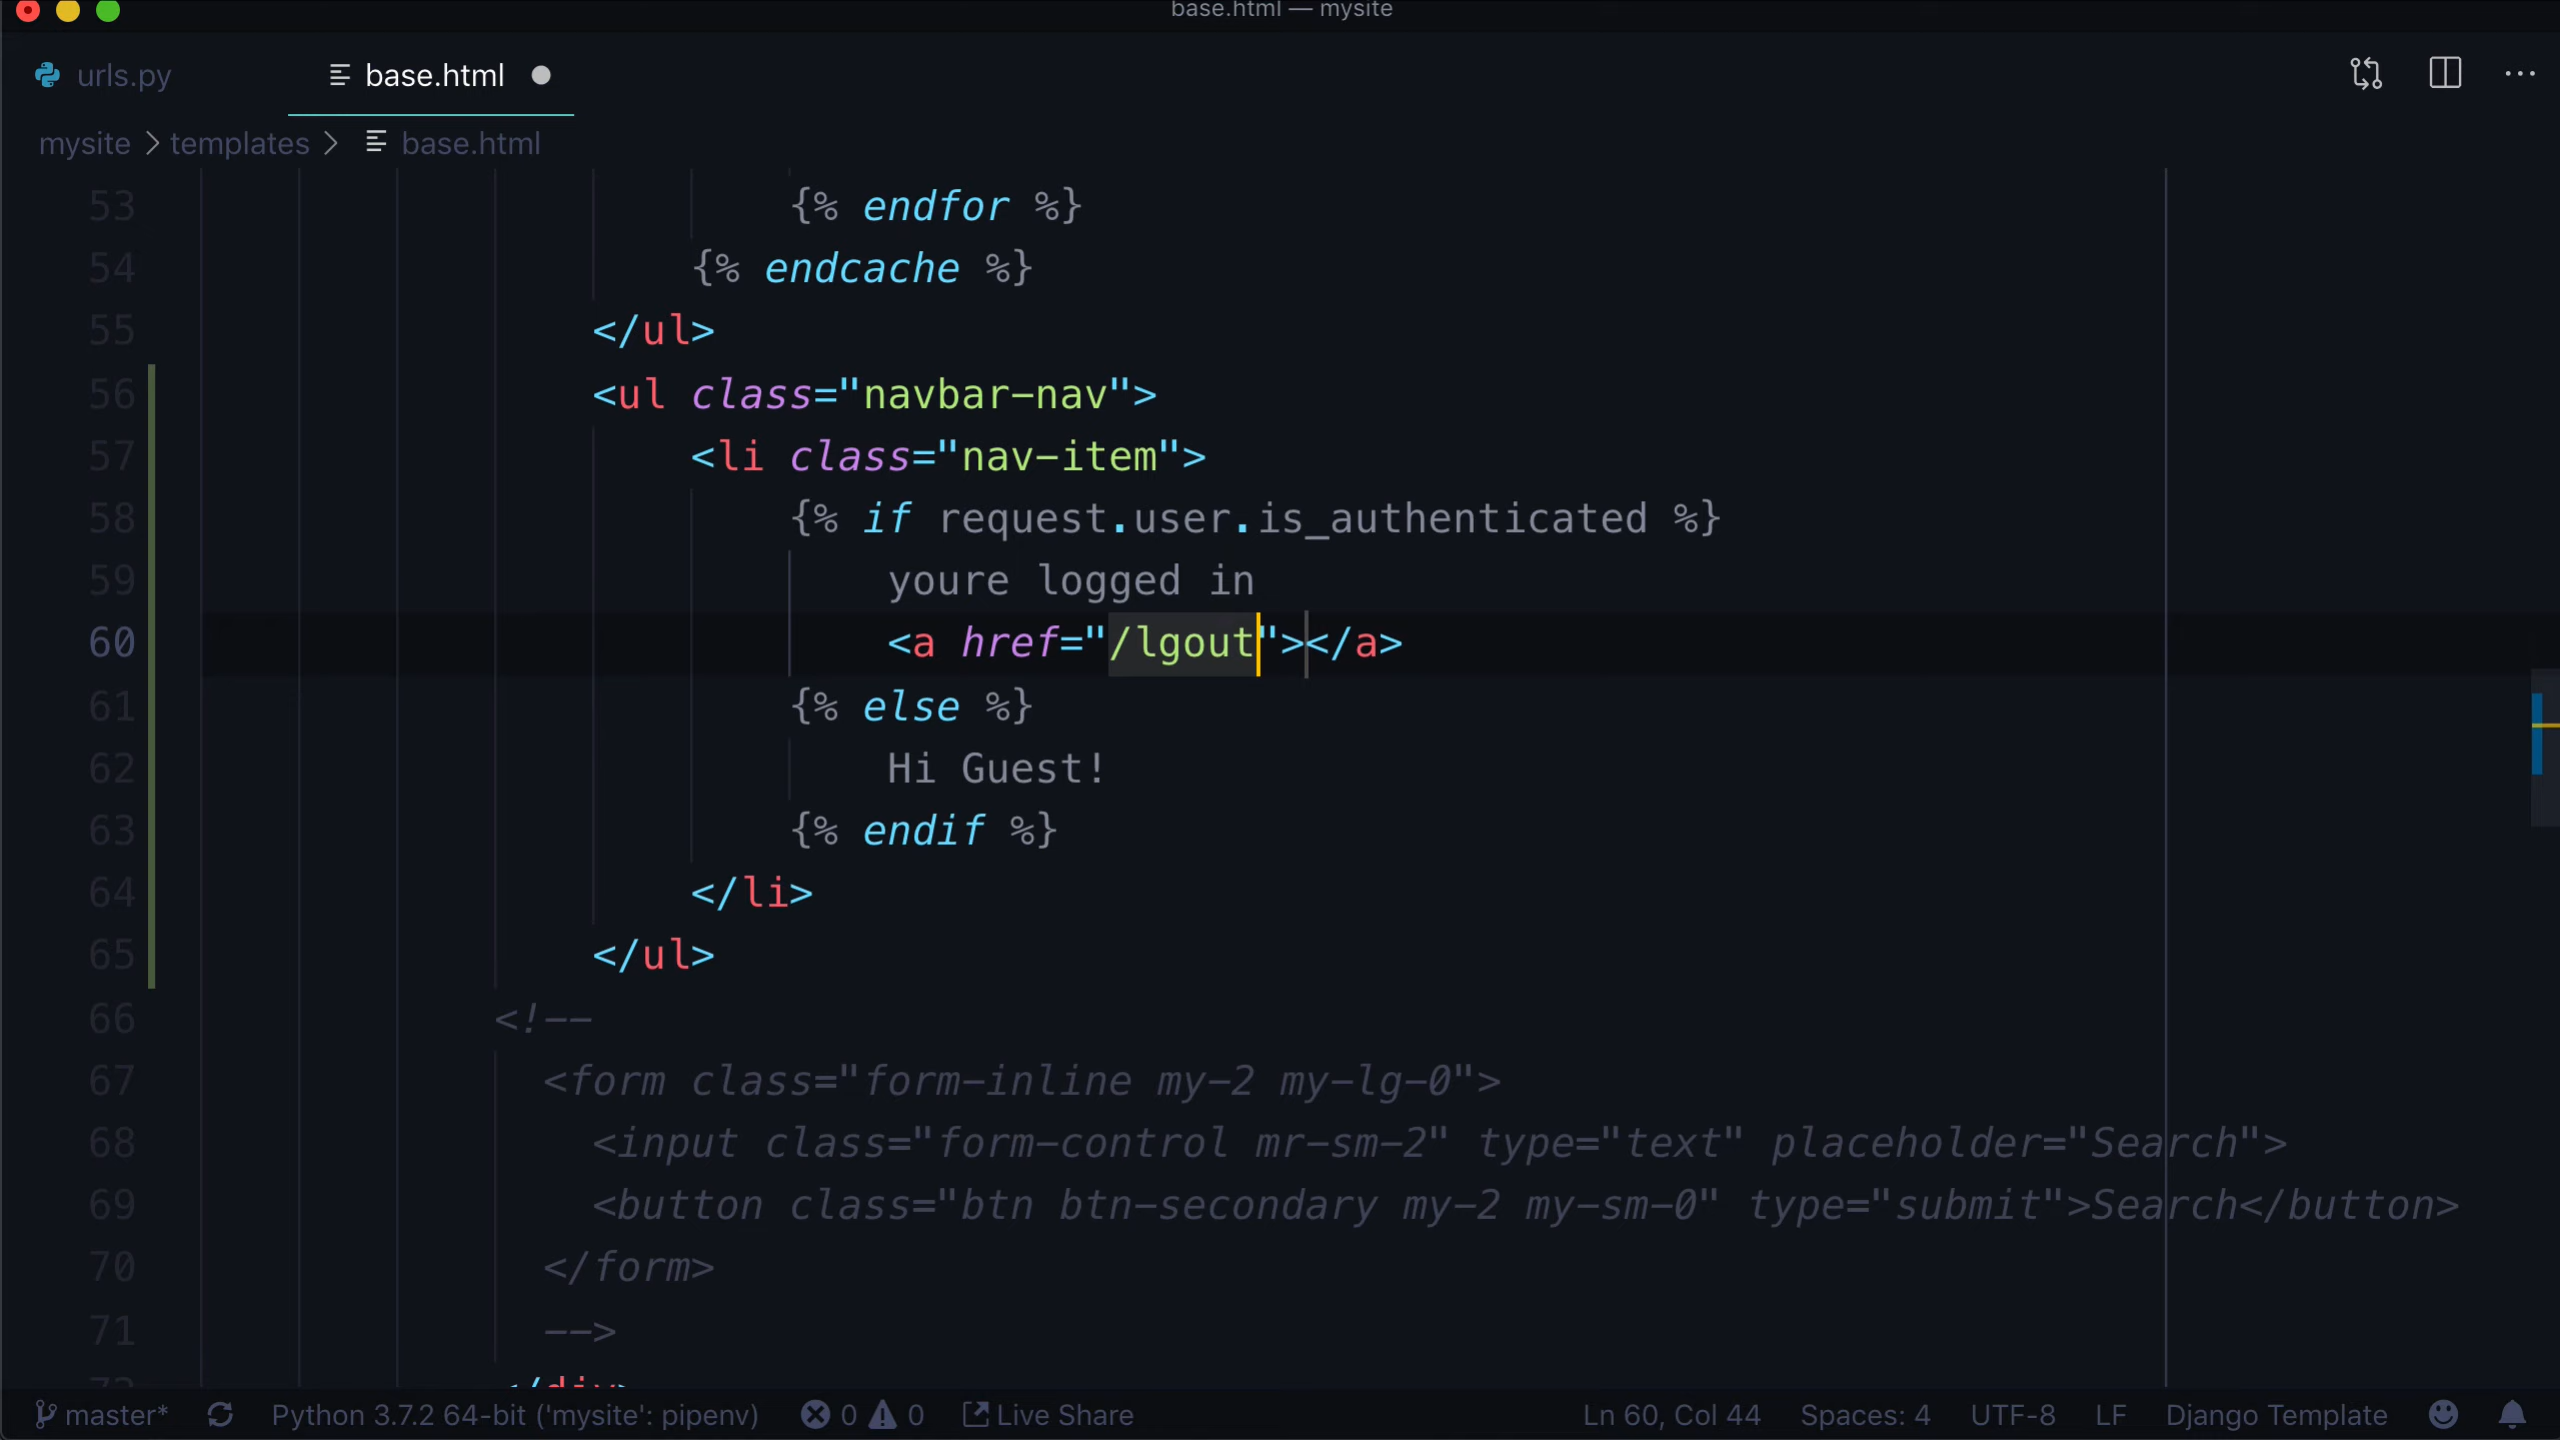 base.html — mysite
urls.py base.html
mysite > templates > base.html
53 {% endfor %}
54 {% endcache %}
55 </ul>
56 <ul class="navbar-nav">
57 <li class="nav-item">
58 {% if request.user.is_authenticated %}
59 youre logged in
60 <a href="/lgout"></a>
61 {% else %}
62 Hi Guest!
63 {% endif %}
64 </li>
65 </ul>
66 <!--
67 <form class="form-inline my-2 my-lg-0">
68 <input class="form-control mr-sm-2" type="text" placeholder="Search">
69 <button class="btn btn-secondary my-2 my-sm-0" type="submit">Search</button>
70 </form>
71 -->
</div>
master* Python 3.7.2 64-bit ('mysite': pipenv) 0 0 Live Share Ln 60, Col 44 Spaces: 4 UTF-8 LF Django Template